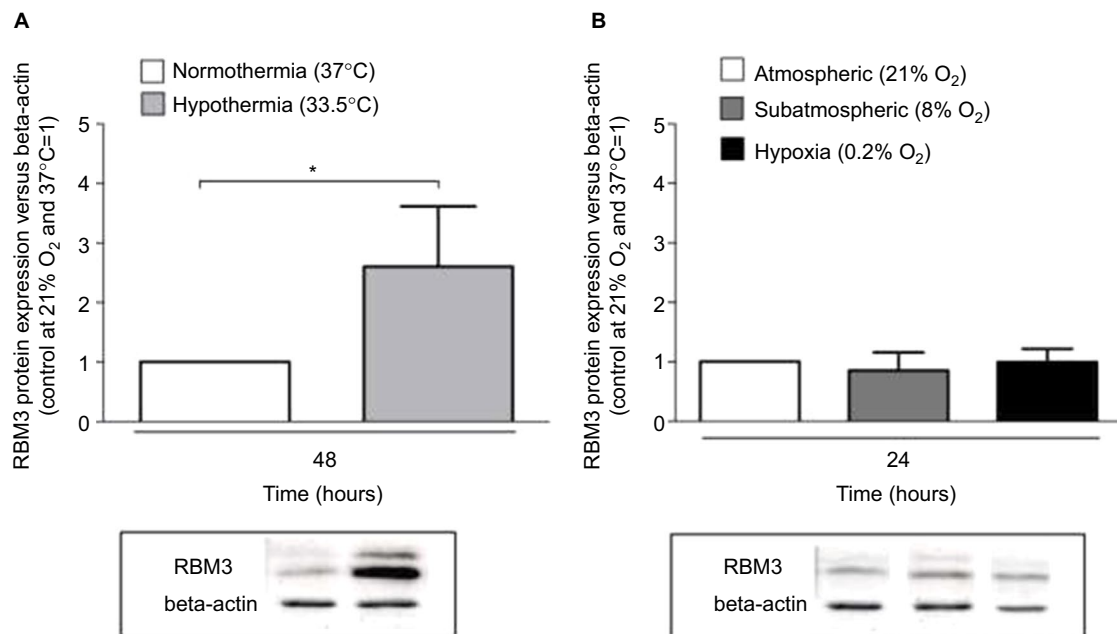 A
Normothermia (37°C)
Hypothermia (33.5°C)
RBM3 protein expression versus beta-actin
(control at 21% O₂ and 37°C=1)
5
4
3
2
1
0
*
48
Time (hours)
RBM3
beta-actin
B
Atmospheric (21% O₂)
Subatmospheric (8% O₂)
Hypoxia (0.2% O₂)
RBM3 protein expression versus beta-actin
(control at 21% O₂ and 37°C=1)
5
4
3
2
1
0
24
Time (hours)
RBM3
beta-actin